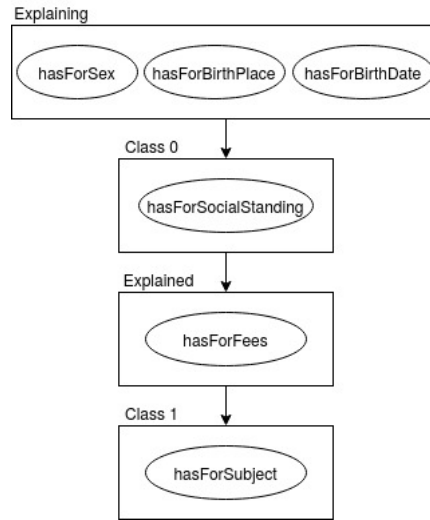 Explaining
hasForSex hasForBirthPlace hasForBirthDate
Class 0
hasForSocialStanding
Explained
hasForFees
Class 1
hasForSubject